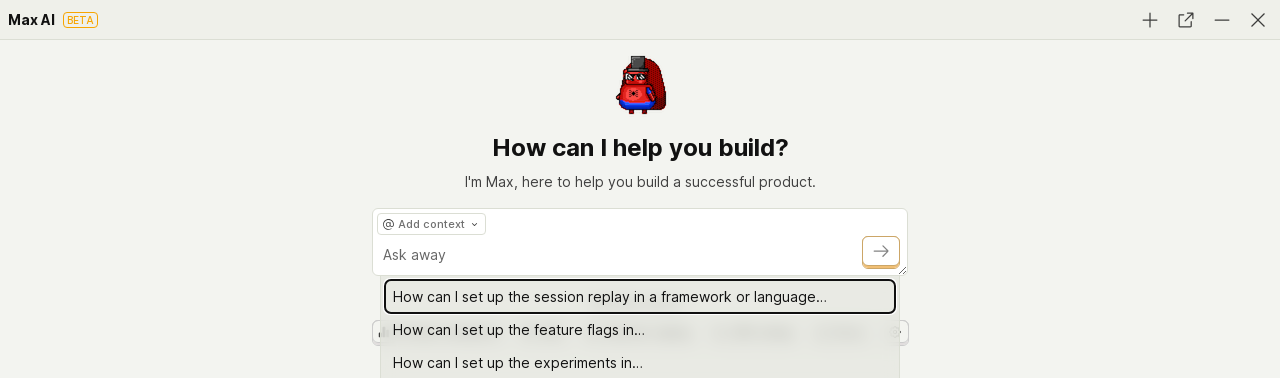 Max AI BETA
How can I help you build?
I'm Max, here to help you build a successful product.
@ Add context
Ask away
How can I set up the session replay in a framework or language…
How can I set up the feature flags in…
How can I set up the experiments in…